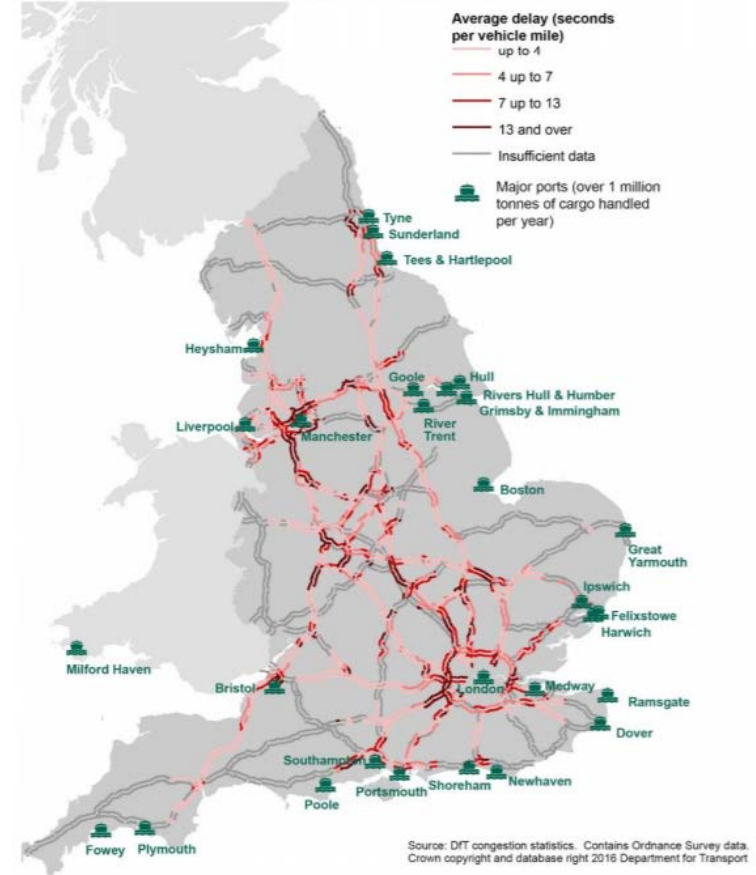 Average delay (seconds
per vehicle mile)
up to 4
4 up to 7
7 up to 13
13 and over
Insufficient data
Major ports (over 1 million
tonnes of cargo handled
per year)
Tyne
Sunderland
Tees & Hartlepool
Heysham
Goole
Hull
Rivers Hull & Humber
Grimsby & Immingham
Liverpool
Manchester
River
Trent
Boston
Great
Yarmouth
Ipswich
Felixstowe
Harwich
Milford Haven
Bristol
London
Medway
Ramsgate
Dover
Southampton
Poole
Portsmouth
Shoreham
Newhaven
Fowey
Plymouth
Source: DfT congestion statistics. Contains Ordnance Survey data.
Crown copyright and database right 2016 Department for Transport